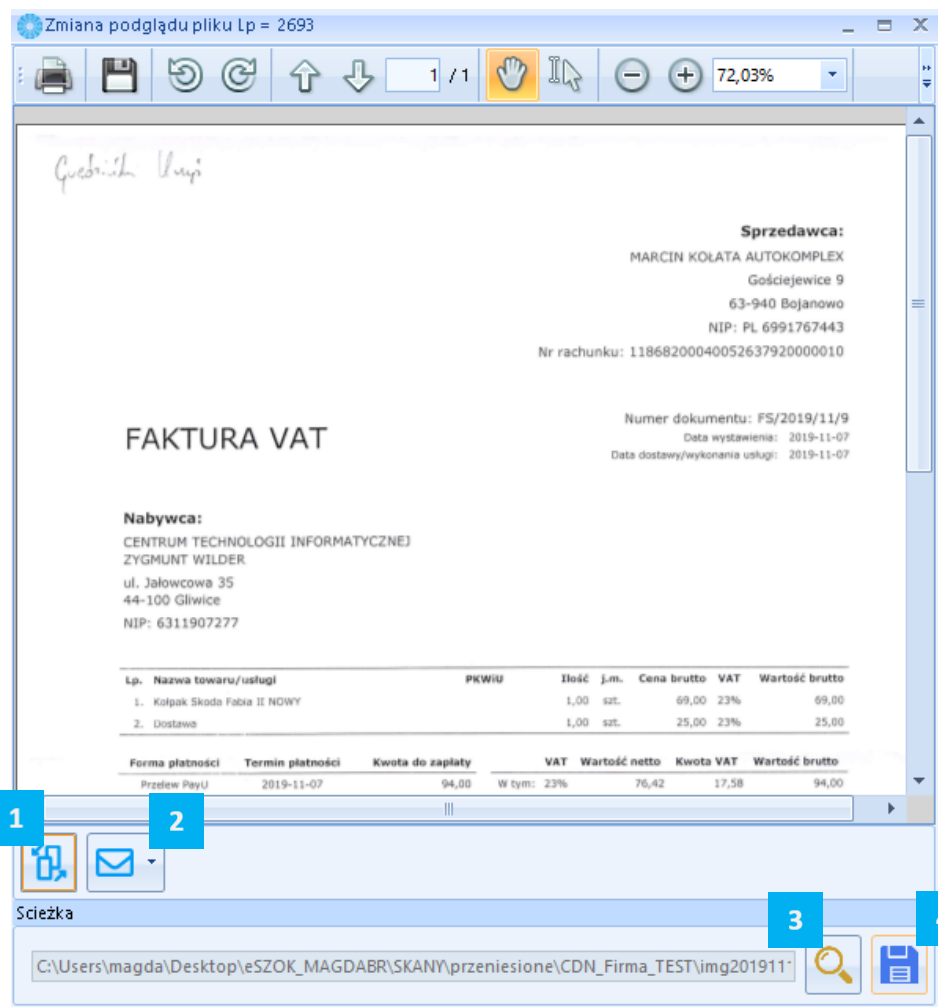 Zmiana podglądu pliku Lp = 2693
1 / 1
72,03%
Sprzedawca:
MARCIN KOŁATA AUTOKOMPLEX
Gościejewice 9
63-940 Bojanowo
NIP: PL 6991767443
Nr rachunku: 11868200040052637920000010
FAKTURA VAT
Numer dokumentu: FS/2019/11/9
Data wystawienia: 2019-11-07
Data dostawy/wykonania usługi: 2019-11-07
Nabywca:
CENTRUM TECHNOLOGII INFORMATYCZNEJ
ZYGMUNT WILDER
ul. Jałowcowa 35
44-100 Gliwice
NIP: 6311907277
Lp. Nazwa towaru/usługi PKWiU Ilość j.m. Cena brutto VAT Wartość brutto
1. Kołpak Skoda Fabia II NOWY 1,00 szt. 69,00 23% 69,00
2. Dostawa 1,00 szt. 25,00 23% 25,00
Forma płatności Termin płatności Kwota do zapłaty VAT Wartość netto Kwota VAT Wartość brutto
Przelew PayU 2019-11-07 94,00 W tym: 23% 76,42 17,58 94,00
1
2
Scieżka
3
4
C:\Users\magda\Desktop\eSZOK_MAGDABR\SKANY\przeniesione\CDN_Firma_TEST\img201911